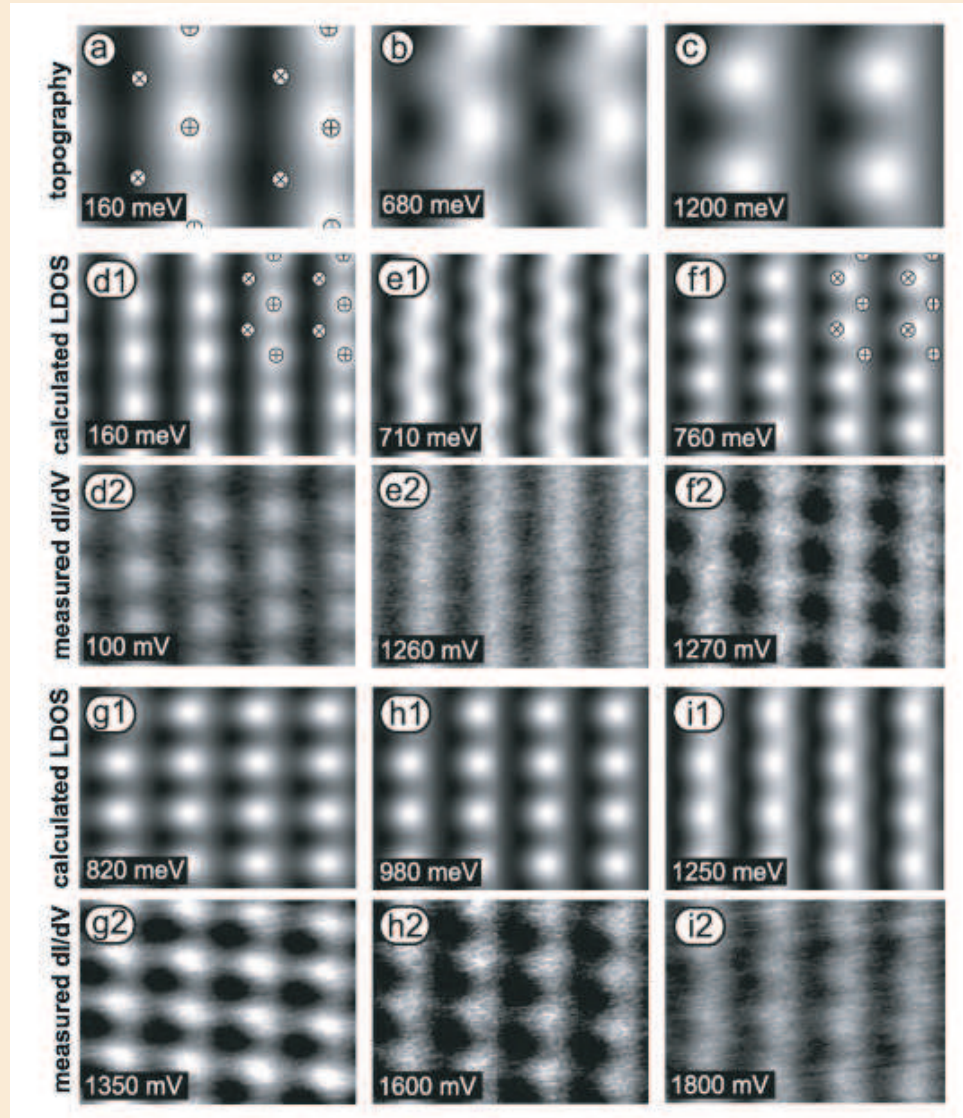 topography
a
b
c
160 meV
680 meV
1200 meV
calculated LDOS
d1
e1
f1
160 meV
710 meV
760 meV
measured dI/dV
d2
e2
f2
100 mV
1260 mV
1270 mV
calculated LDOS
g1
h1
i1
820 meV
980 meV
1250 meV
measured dI/dV
g2
h2
i2
1350 mV
1600 mV
1800 mV